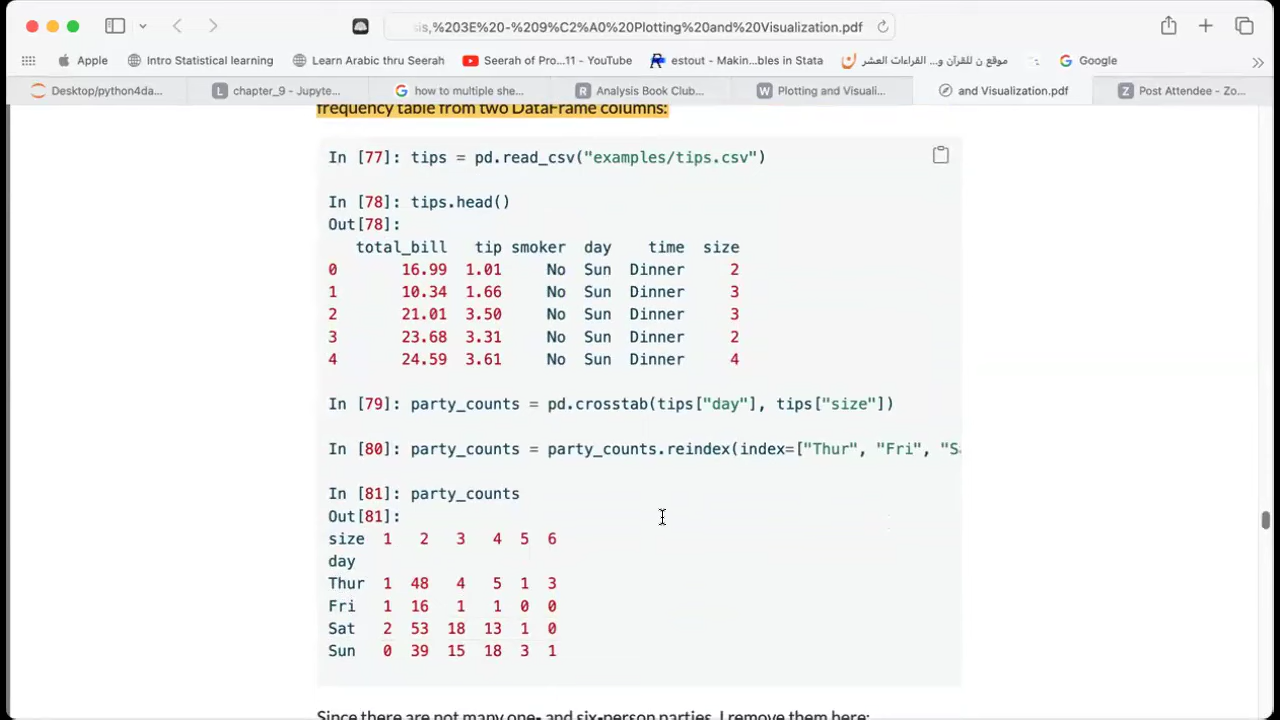 is,%203E%20-%209%C2%A0%20Plotting%20and%20Visualization.pdf
Apple Intro Statistical learning Learn Arabic thru Seerah Seerah of Pro...11 - YouTube estout - Makin...bles in Stata موقع ن للقرآن و... القراءات العشر Google
Desktop/python4da... chapter_9 - Jupyte... how to multiple she... Analysis Book Club... Plotting and Visuali... and Visualization.pdf Post Attendee - Zo...
frequency table from two DataFrame columns:
In [77]: tips = pd.read_csv("examples/tips.csv")
In [78]: tips.head()
Out[78]:
total_bill tip smoker day time size
0 16.99 1.01 No Sun Dinner 2
1 10.34 1.66 No Sun Dinner 3
2 21.01 3.50 No Sun Dinner 3
3 23.68 3.31 No Sun Dinner 2
4 24.59 3.61 No Sun Dinner 4
In [79]: party_counts = pd.crosstab(tips["day"], tips["size"])
In [80]: party_counts = party_counts.reindex(index=["Thur", "Fri", "Sa
In [81]: party_counts
Out[81]:
size 1 2 3 4 5 6
day
Thur 1 48 4 5 1 3
Fri 1 16 1 1 0 0
Sat 2 53 18 13 1 0
Sun 0 39 15 18 3 1
Since there are not many one- and six-person parties, I remove them here: